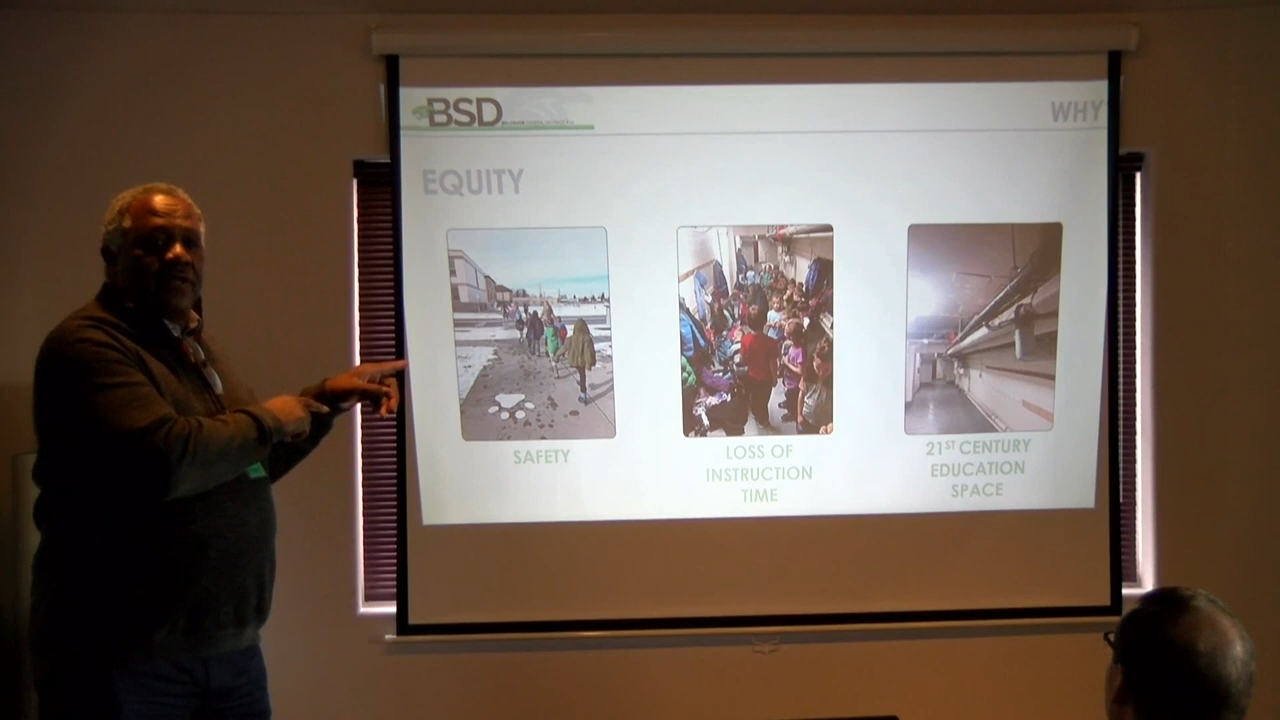 BSD
WHY
EQUITY
SAFETY
LOSS OF
INSTRUCTION
TIME
21ST CENTURY
EDUCATION
SPACE